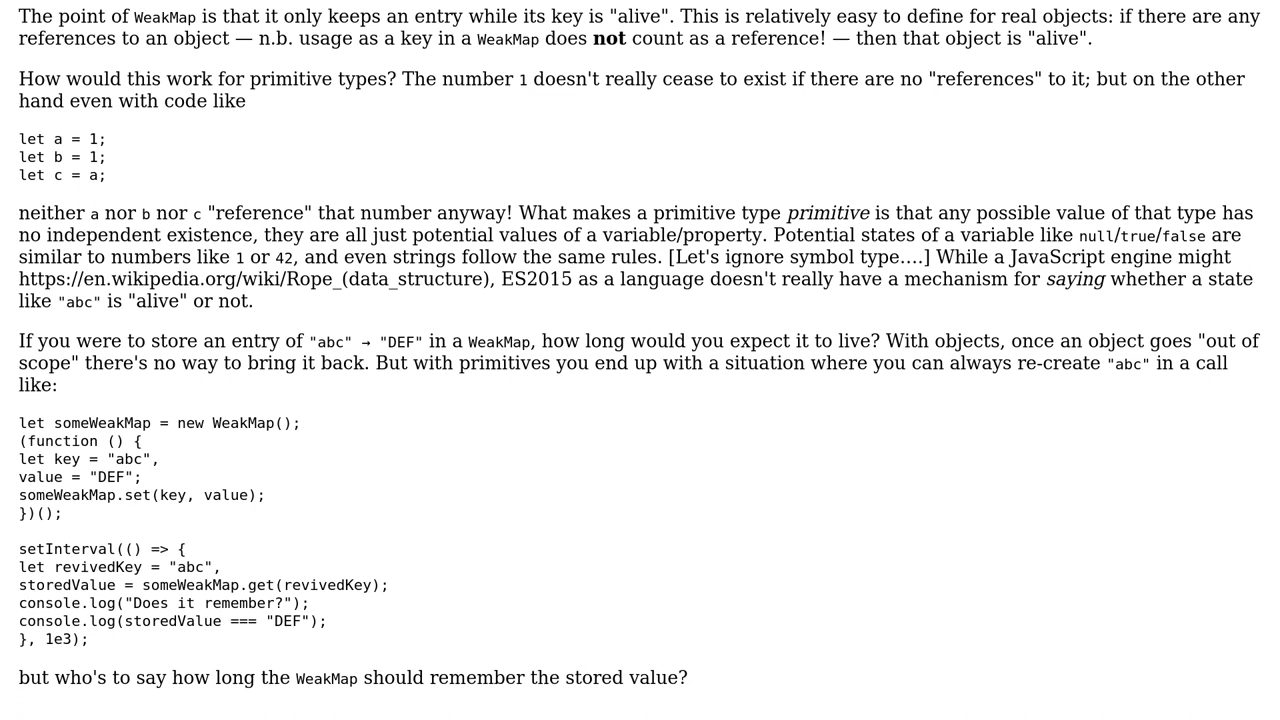 The point of WeakMap is that it only keeps an entry while its key is "alive". This is relatively easy to define for real objects: if there are any
references to an object — n.b. usage as a key in a WeakMap does not count as a reference! — then that object is "alive".
How would this work for primitive types? The number 1 doesn't really cease to exist if there are no "references" to it; but on the other
hand even with code like
let a = 1;
let b = 1;
let c = a;
neither a nor b nor c "reference" that number anyway! What makes a primitive type primitive is that any possible value of that type has
no independent existence, they are all just potential values of a variable/property. Potential states of a variable like null/true/false are
similar to numbers like 1 or 42, and even strings follow the same rules. [Let's ignore symbol type….] While a JavaScript engine might
https://en.wikipedia.org/wiki/Rope_(data_structure), ES2015 as a language doesn't really have a mechanism for saying whether a state
like "abc" is "alive" or not.
If you were to store an entry of "abc" → "DEF" in a WeakMap, how long would you expect it to live? With objects, once an object goes "out of
scope" there's no way to bring it back. But with primitives you end up with a situation where you can always re-create "abc" in a call
like:
let someWeakMap = new WeakMap();
(function () {
let key = "abc",
value = "DEF";
someWeakMap.set(key, value);
})();
setInterval(() => {
let revivedKey = "abc",
storedValue = someWeakMap.get(revivedKey);
console.log("Does it remember?");
console.log(storedValue === "DEF");
}, 1e3);
but who's to say how long the WeakMap should remember the stored value?